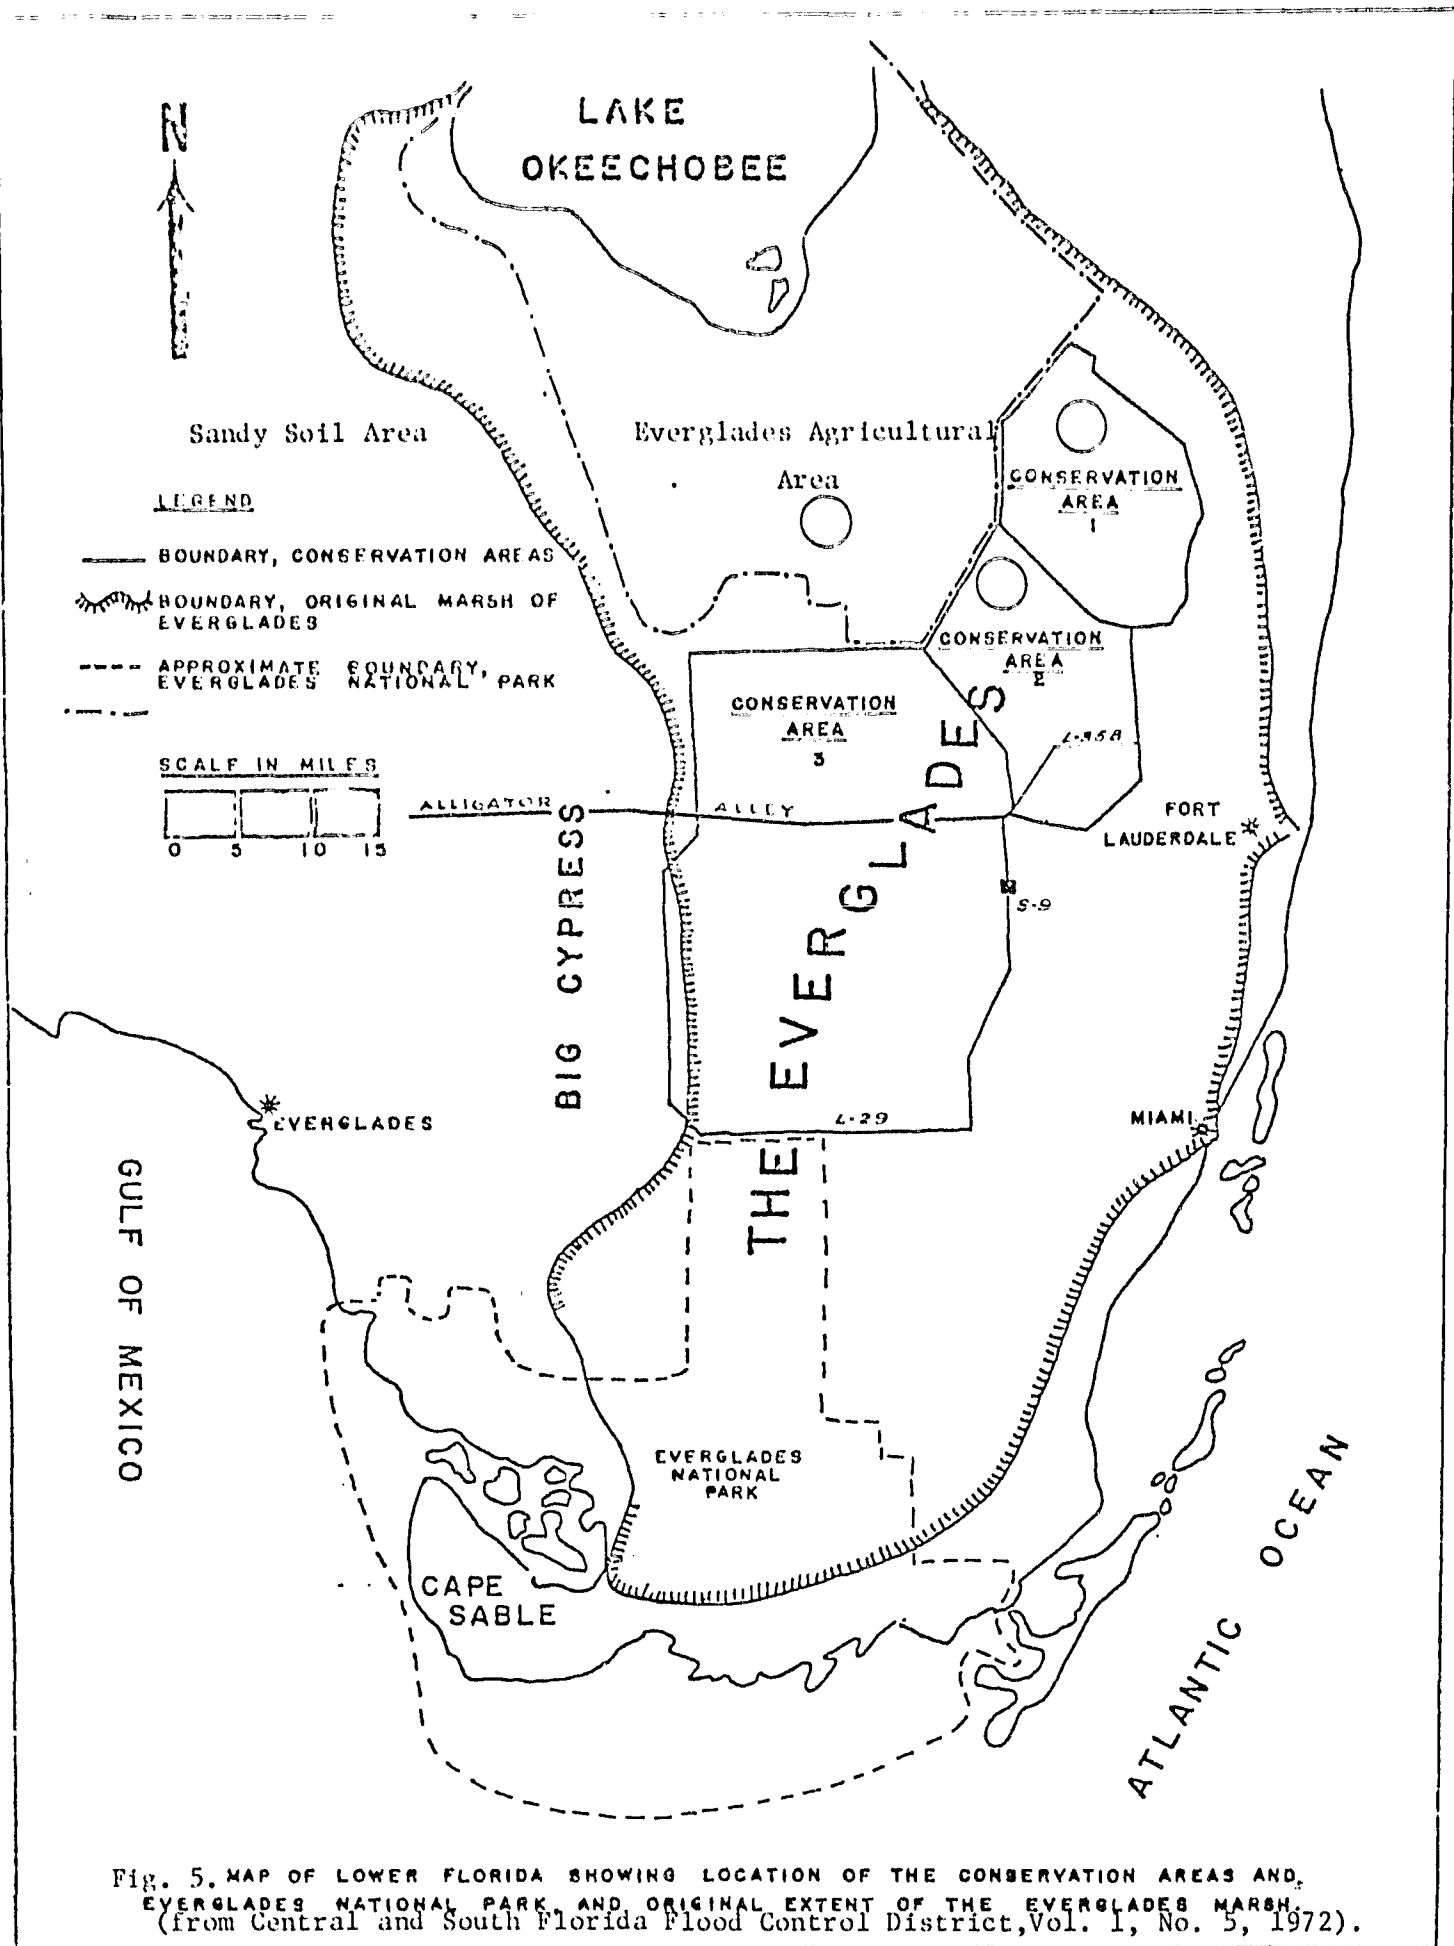 N
LAKE
OKEECHOBEE
Sandy Soil Area
Everglades Agricultural
Area
CONSERVATION
AREA
1
LEGEND
BOUNDARY, CONSERVATION AREAS
BOUNDARY, ORIGINAL MARSH OF
EVERGLADES
APPROXIMATE BOUNDARY,
EVERGLADES NATIONAL PARK
CONSERVATION
AREA
2
CONSERVATION
AREA
3
SCALE IN MILES
0 5 10 15
ALLIGATOR ALLEY
FORT
LAUDERDALE
S-9
BIG CYPRESS
THE EVERGLADES
L-29
EVERGLADES
MIAMI
GULF OF MEXICO
EVERGLADES
NATIONAL
PARK
CAPE
SABLE
ATLANTIC OCEAN
Fig. 5. MAP OF LOWER FLORIDA SHOWING LOCATION OF THE CONSERVATION AREAS AND
EVERGLADES NATIONAL PARK, AND ORIGINAL EXTENT OF THE EVERGLADES MARSH.
(from Central and South Florida Flood Control District,Vol. 1, No. 5, 1972).